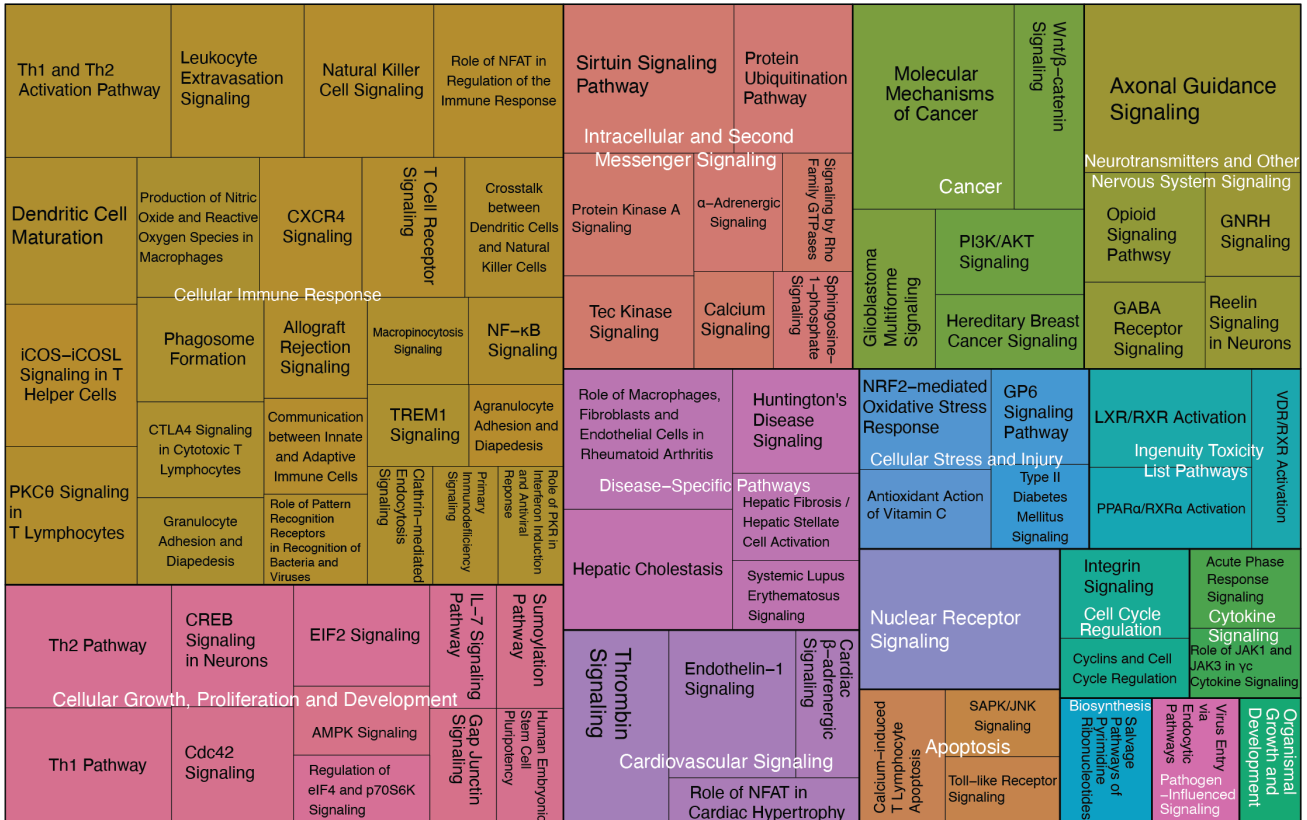 Th1 and Th2
Activation Pathway
Leukocyte
Extravasation
Signaling
Natural Killer
Cell Signaling
Role of NFAT in
Regulation of the
Immune Response
Dendritic Cell
Maturation
Production of Nitric
Oxide and Reactive
Oxygen Species in
Macrophages
CXCR4
Signaling
T Cell Receptor
Signaling
Crosstalk
between
Dendritic Cells
and Natural
Killer Cells
Cellular Immune Response
iCOS−iCOSL
Signaling in T
Helper Cells
Phagosome
Formation
Allograft
Rejection
Signaling
Macropinocytosis
Signaling
NF−κB
Signaling
CTLA4 Signaling
in Cytotoxic T
Lymphocytes
Communication
between Innate
and Adaptive
Immune Cells
TREM1
Signaling
Agranulocyte
Adhesion and
Diapedesis
PKCθ Signaling
in
T Lymphocytes
Granulocyte
Adhesion and
Diapedesis
Role of Pattern
Recognition
Receptors
in Recognition of
Bacteria and
Viruses
Clathrin−mediated
Endocytosis
Signaling
Primary
Immunodefliciency
Signaling
Role of PKR in
Interferon Induction
and Antiviral
Reponse
Th2 Pathway
CREB
Signaling
in Neurons
EIF2 Signaling
IL−7 Signaling
Pathway
Sumoylation
Pathway
Cellular Growth, Proliferation and Development
Th1 Pathway
Cdc42
Signaling
AMPK Signaling
Regulation of
eIF4 and p70S6K
Signaling
Gap Junctin
Signaling
Human Embryonic
Stem Cell
Pluripotency
Sirtuin Signaling
Pathway
Protein
Ubiquitination
Pathway
Intracellular and Second
Messenger Signaling
Protein Kinase A
Signaling
α−Adrenergic
Signaling
Signaling by Rho
Family GTPases
Tec Kinase
Signaling
Calcium
Signaling
Sphingosine−
1−phosphate
Signaling
Role of Macrophages,
Fibroblasts and
Endothelial Cells in
Rheumatoid Arthritis
Huntington's
Disease
Signaling
Disease−Specific Pathways
Hepatic Cholestasis
Hepatic Fibrosis /
Hepatic Stellate
Cell Activation
Systemic Lupus
Erythematosus
Signaling
Thrombin
Signaling
Endothelin−1
Signaling
Cardiac
β−adrenergic
Signaling
Cardiovascular Signaling
Role of NFAT in
Cardiac Hypertrophy
Molecular
Mechanisms
of Cancer
Wnt/β−catenin
Signaling
Cancer
Glioblastoma
Multiforme
Signaling
PI3K/AKT
Signaling
Hereditary Breast
Cancer Signaling
Axonal Guidance
Signaling
Neurotransmitters and Other
Nervous System Signaling
Opioid
Signaling
Pathwsy
GNRH
Signaling
GABA
Receptor
Signaling
Reelin
Signaling
in Neurons
NRF2−mediated
Oxidative Stress
Response
GP6
Signaling
Pathway
Cellular Stress and Injury
Antioxidant Action
of Vitamin C
Type II
Diabetes
Mellitus
Signaling
LXR/RXR Activation
VDR/RXR Activation
Ingenuity Toxicity
List Pathways
PPARα/RXRα Activation
Nuclear Receptor
Signaling
Integrin
Signaling
Cell Cycle
Regulation
Cyclins and Cell
Cycle Regulation
Acute Phase
Response
Signaling
Cytokine
Signaling
Role of JAK1 and
JAK3 in γc
Cytokine Signaling
Calcium−induced
T Lymphocyte
Apoptosis
SAPK/JNK
Signaling
Apoptosis
Toll−like Receptor
Signaling
Biosynthesis
Salvage
Pathways of
Pyrimidine
Ribonucleotides
Virus Entry
via
Endocytic
Pathways
Pathogen
−Influenced
Signaling
Organismal
Growth and
Development